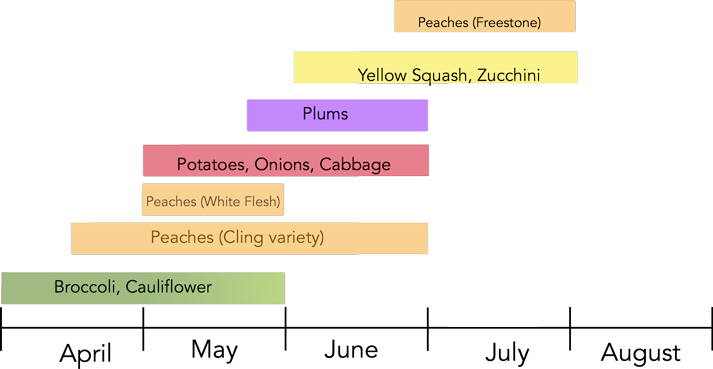 Peaches (Freestone)
Yellow Squash, Zucchini
Plums
Potatoes, Onions, Cabbage
Peaches (White Flesh)
Peaches (Cling variety)
Broccoli, Cauliflower
April May June July August